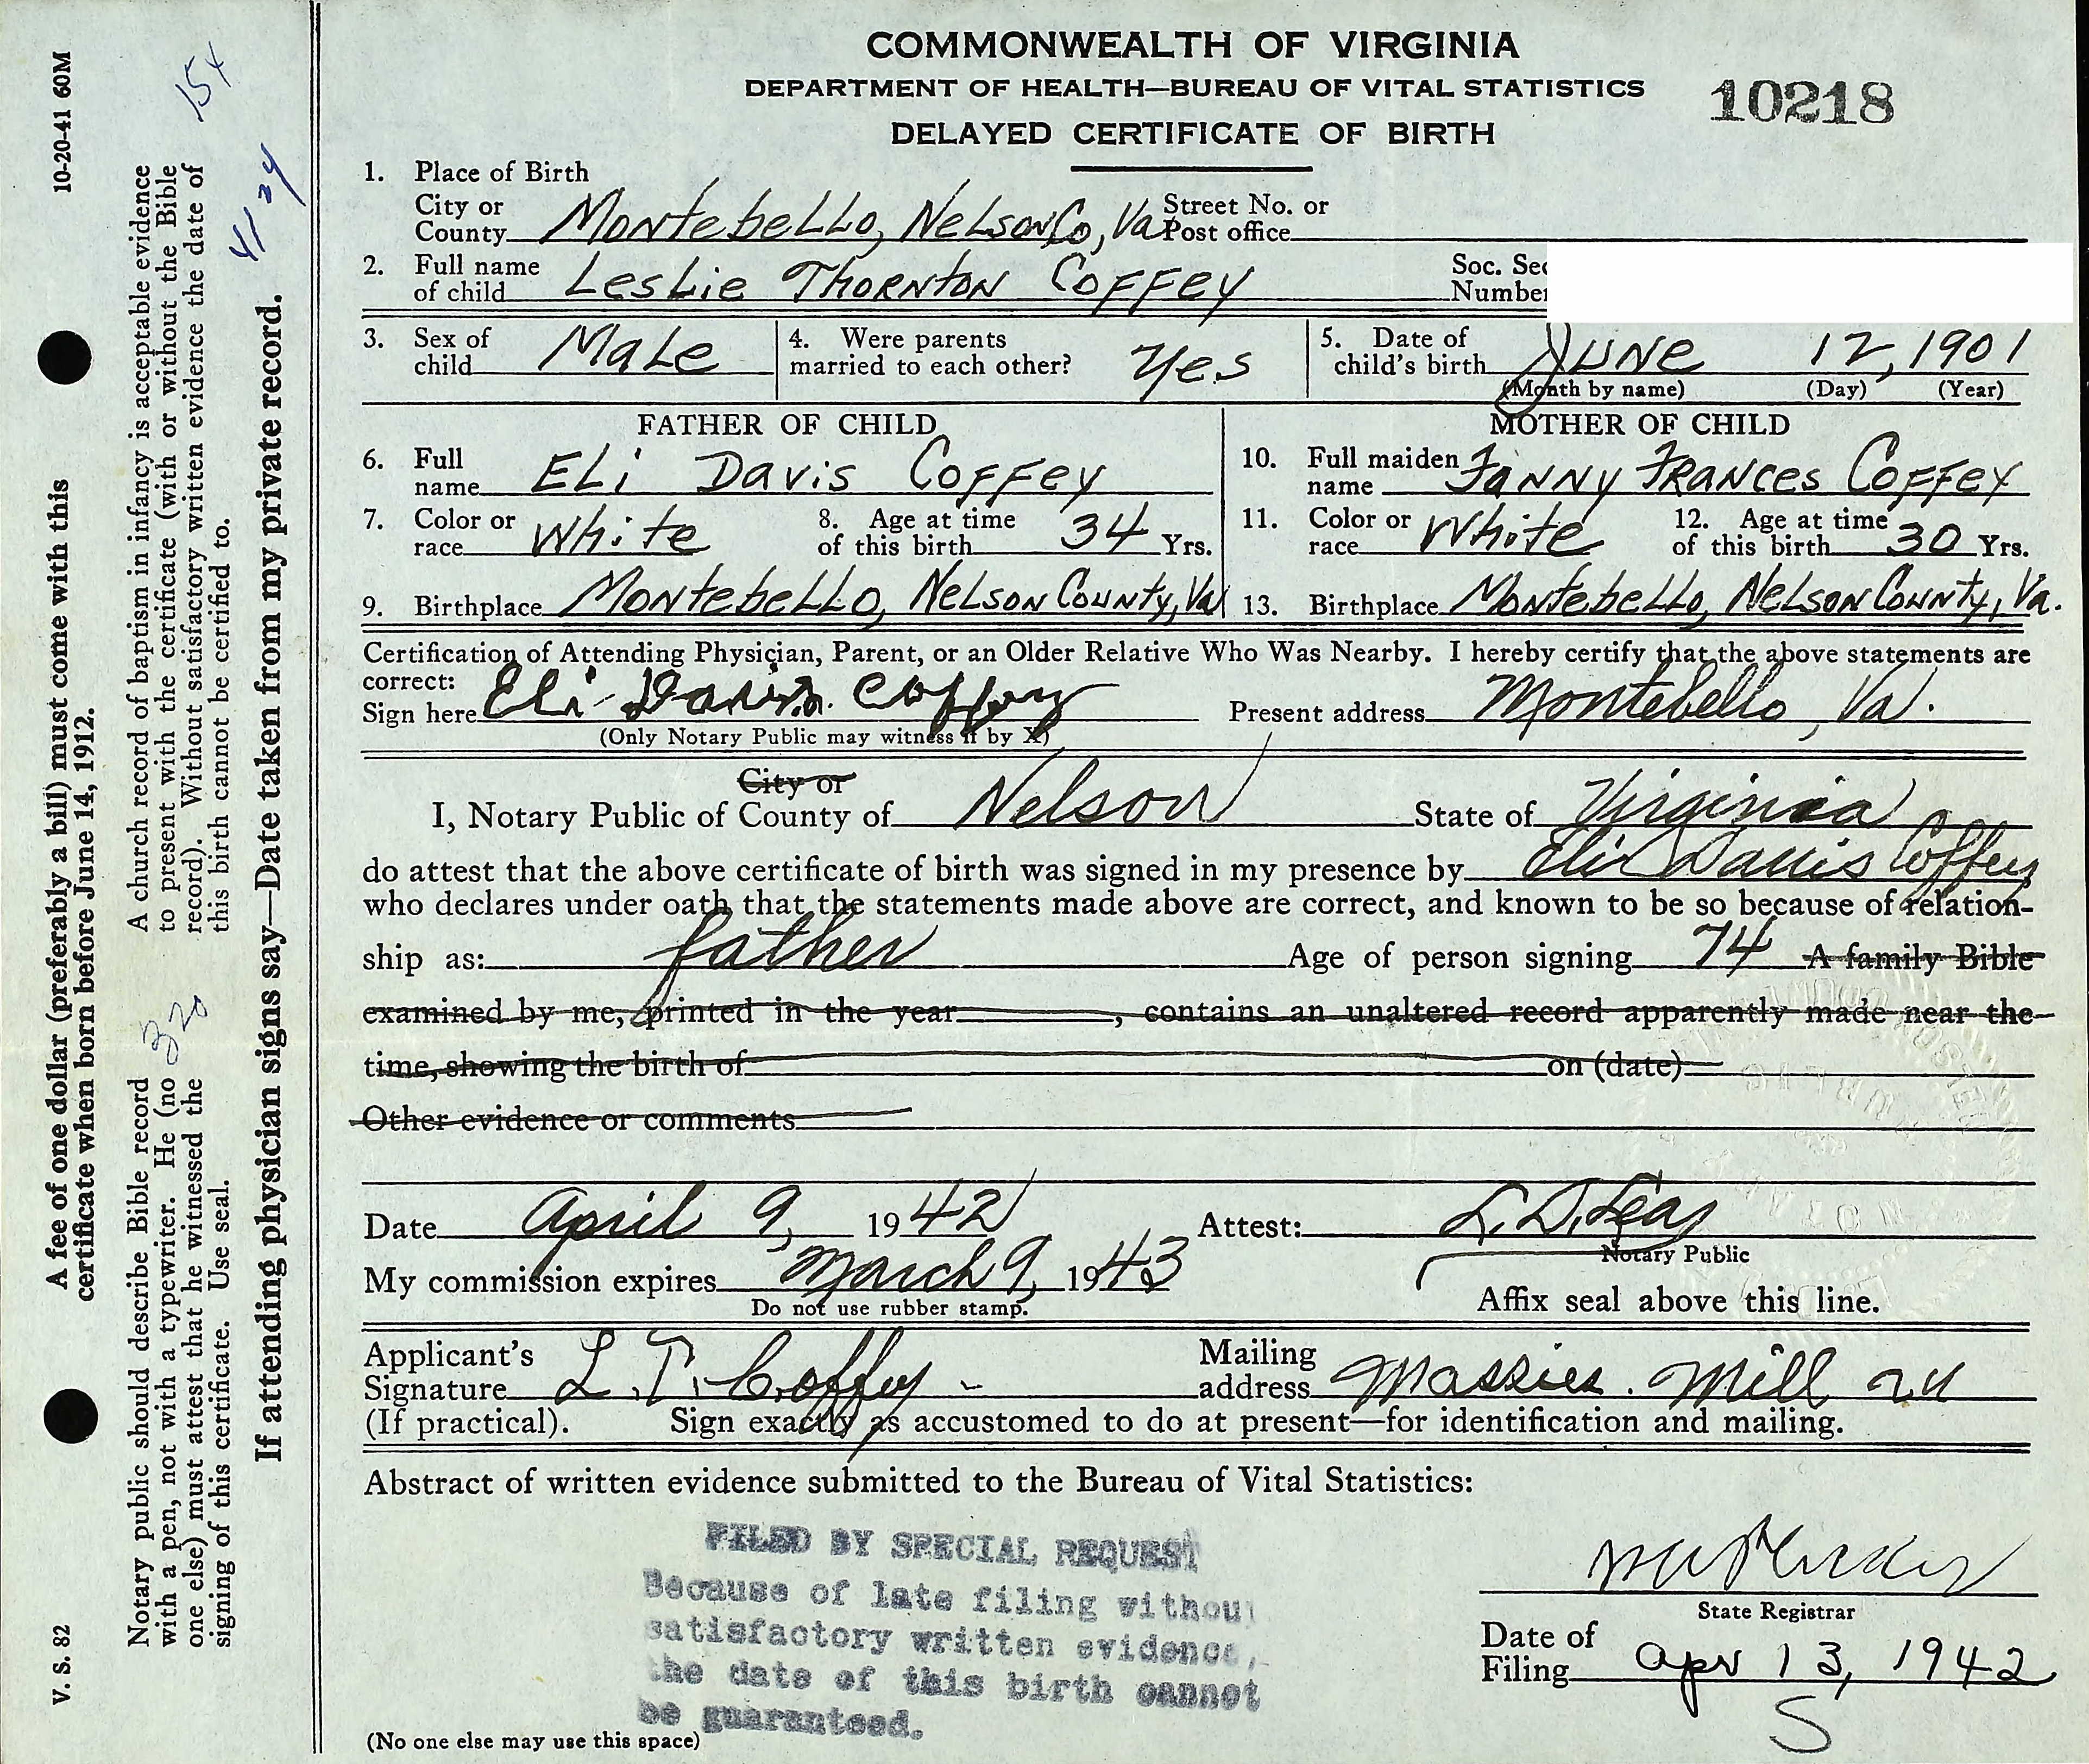 COMMONWEALTH OF VIRGINIA
DEPARTMENT OF HEALTH—BUREAU OF VITAL STATISTICS
10218
DELAYED CERTIFICATE OF BIRTH
1. Place of Birth
City or County Montebello, Nelson Co, Va Street No. or Post office
2. Full name of child Leslie Thornton Coffey Soc. Sec Number
3. Sex of child Male 4. Were parents married to each other? Yes 5. Date of child's birth June 12, 1901
(Month by name) (Day) (Year)
FATHER OF CHILD
6. Full name Eli Davis Coffey
7. Color or race White 8. Age at time of this birth 34 Yrs.
9. Birthplace Montebello, Nelson County, Va
MOTHER OF CHILD
10. Full maiden name Fanny Frances Coffey
11. Color or race White 12. Age at time of this birth 30 Yrs.
13. Birthplace Montebello, Nelson County, Va.
Certification of Attending Physician, Parent, or an Older Relative Who Was Nearby. I hereby certify that the above statements are
correct:
Sign here Eli Davis Coffey Present address Montebello, Va.
(Only Notary Public may witness if by X)
City or
I, Notary Public of County of Nelson State of Virginia
do attest that the above certificate of birth was signed in my presence by Eli Davis Coffey
who declares under oath that the statements made above are correct, and known to be so because of relation-
ship as: father Age of person signing 74 A family Bible
examined by me, printed in the year , contains an unaltered record apparently made near the
time, showing the birth of on (date)
Other evidence or comments
Date April 9, 1942 Attest:
Notary Public
My commission expires March 9, 1943
Do not use rubber stamp.
Affix seal above this line.
Applicant's Signature L. T. Coffey Mailing address Massies Mill
(If practical). Sign exactly as accustomed to do at present—for identification and mailing.
Abstract of written evidence submitted to the Bureau of Vital Statistics:
FILED BY SPECIAL REQUEST
Because of late filing withou
satisfactory written evidence,
the date of this birth cannot
be guaranteed.
State Registrar
Date of Filing Apr 13, 1942
S
(No one else may use this space)
V. S. 82
10-20-41 60M
A fee of one dollar (preferably a bill) must come with this
certificate when born before June 14, 1912.
Notary public should describe Bible record
with a pen, not with a typewriter. He (no
one else) must attest that he witnessed the
signing of this certificate. Use seal.
320
A church record of baptism in infancy is acceptable evidence
to present with the certificate (with or without the Bible
record). Without satisfactory written evidence the date of
this birth cannot be certified to.
If attending physician signs say—Date taken from my private record.